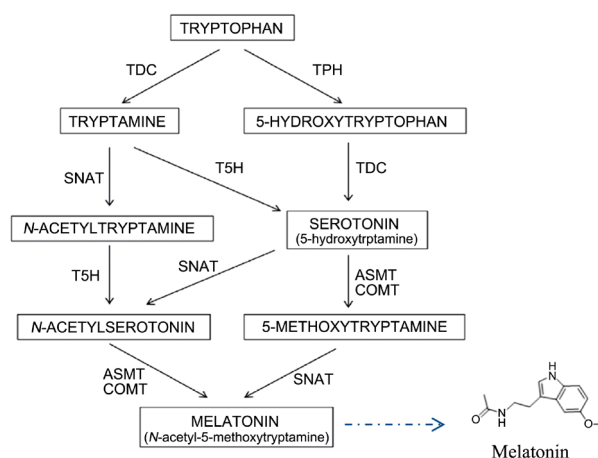 TRYPTOPHAN
TDC
TPH
TRYPTAMINE
5-HYDROXYTRYPTOPHAN
SNAT
T5H
TDC
N-ACETYLTRYPTAMINE
SEROTONIN
(5-hydroxytrptamine)
T5H
SNAT
ASMT
COMT
N-ACETYLSEROTONIN
5-METHOXYTRYPTAMINE
ASMT
COMT
SNAT
MELATONIN
(N-acetyl-5-methoxytryptamine)
H
N
O
N
H
O
Melatonin